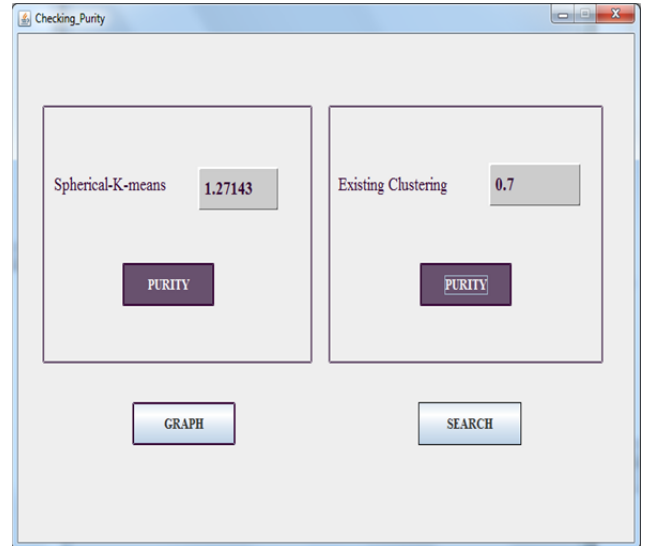 Checking_Purity
Spherical-K-means 1.27143
Existing Clustering 0.7
PURITY
PURITY
GRAPH
SEARCH